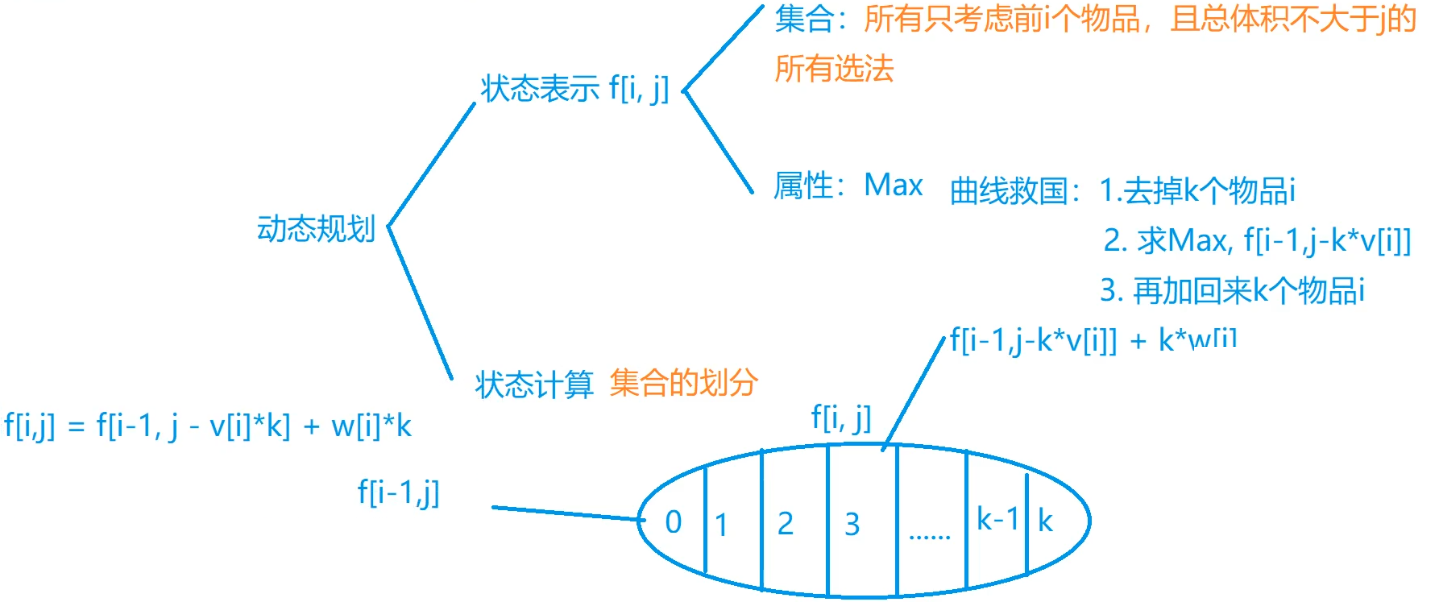 集合：所有只考虑前i个物品，且总体积不大于j的
所有选法
状态表示 f[i, j]
属性：Max
曲线救国：1.去掉k个物品i
2. 求Max, f[i-1,j-k*v[i]]
3. 再加回来k个物品i
动态规划
f[i-1,j-k*v[i]] + k*w[i]
状态计算 集合的划分
f[i,j] = f[i-1, j - v[i]*k] + w[i]*k
f[i, j]
f[i-1,j]
0 1 2 3 ...... k-1 k